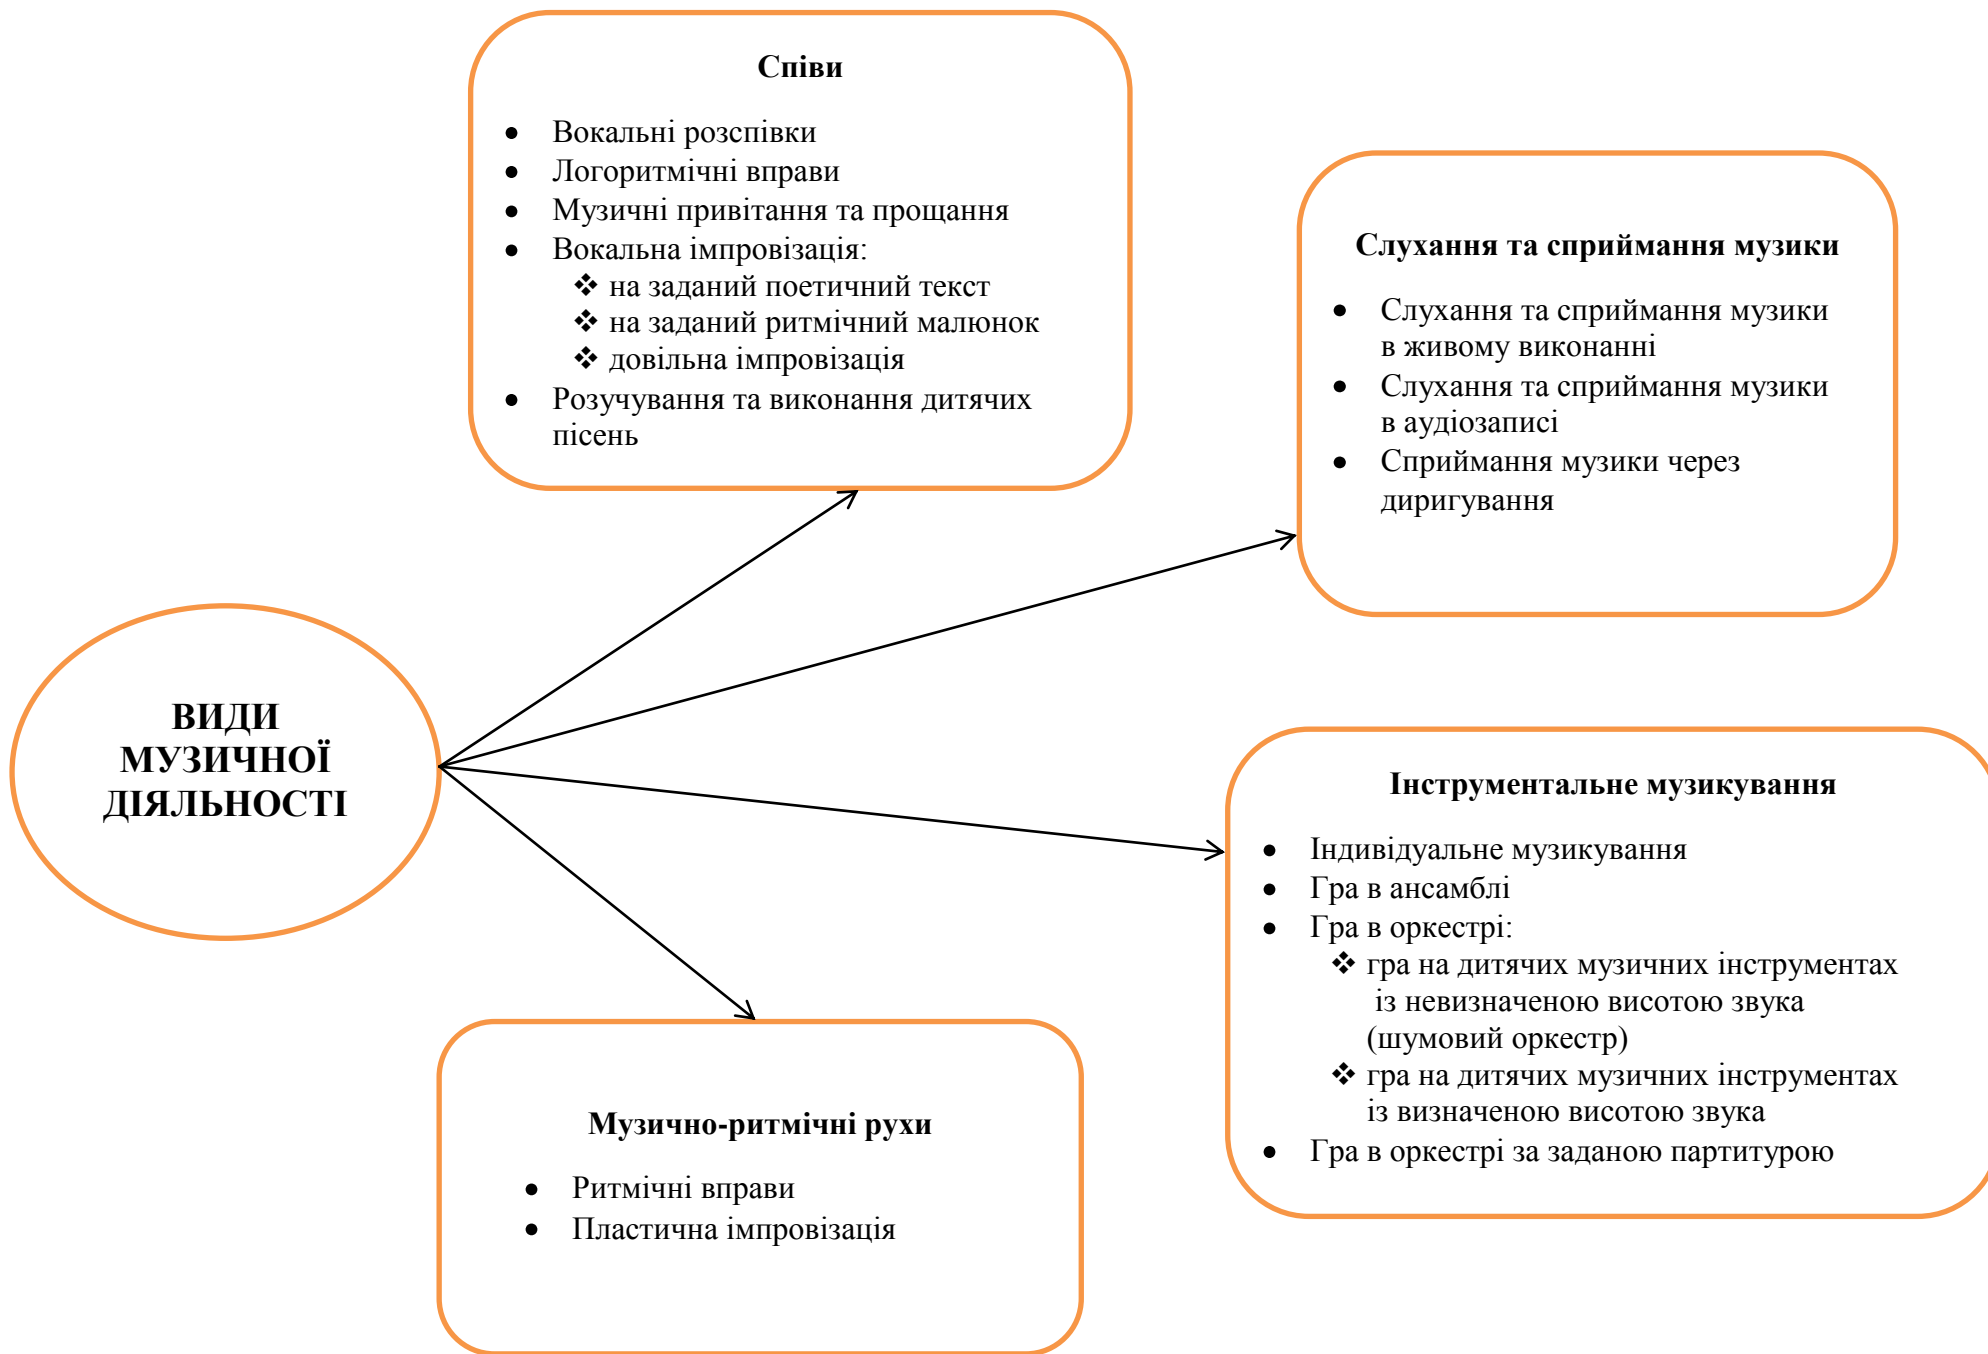 Співи
• Вокальні розспівки
• Логоритмічні вправи
• Музичні привітання та прощання
• Вокальна імпровізація:
❖ на заданий поетичний текст
❖ на заданий ритмічний малюнок
❖ довільна імпровізація
• Розучування та виконання дитячих
пісень
Слухання та сприймання музики
• Слухання та сприймання музики
в живому виконанні
• Слухання та сприймання музики
в аудіозаписі
• Сприймання музики через
диригування
ВИДИ
МУЗИЧНОЇ
ДІЯЛЬНОСТІ
Інструментальне музикування
• Індивідуальне музикування
• Гра в ансамблі
• Гра в оркестрі:
❖ гра на дитячих музичних інструментах
із невизначеною висотою звука
(шумовий оркестр)
❖ гра на дитячих музичних інструментах
із визначеною висотою звука
• Гра в оркестрі за заданою партитурою
Музично-ритмічні рухи
• Ритмічні вправи
• Пластична імпровізація